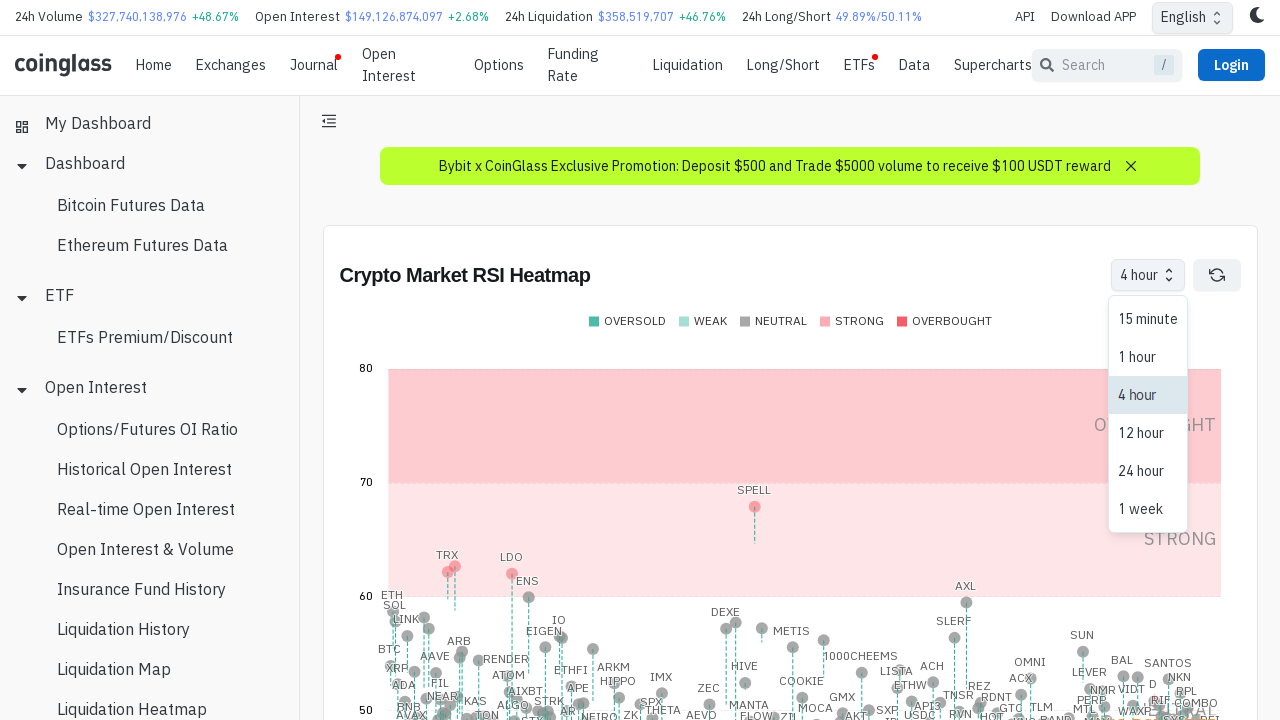 24h Volume $327,740,138,976 +48.67% Open Interest $149,126,874,097 +2.68% 24h Liquidation $358,519,707 +46.76% 24h Long/Short 49.89%/50.11% API Download APP English
coinglass Home Exchanges Journal Open Interest Options Funding Rate Liquidation Long/Short ETFs Data Supercharts Search / Login
My Dashboard
Dashboard
Bitcoin Futures Data
Ethereum Futures Data
ETF
ETFs Premium/Discount
Open Interest
Options/Futures OI Ratio
Historical Open Interest
Real-time Open Interest
Open Interest & Volume
Insurance Fund History
Liquidation History
Liquidation Map
Liquidation Heatmap
Bybit x CoinGlass Exclusive Promotion: Deposit $500 and Trade $5000 volume to receive $100 USDT reward
Crypto Market RSI Heatmap
4 hour
15 minute
1 hour
4 hour
12 hour
24 hour
1 week
OVERSOLD WEAK NEUTRAL STRONG OVERBOUGHT
80
70
STRONG
60
50
SPELL
TRX
LDO
ENS
AXL
ETH
SOL
LINK
IO
EIGEN
DEXE
METIS
SLERF
SUN
BTC
ARB
AAVE
RENDER
XRP
ATOM
ETHFI
ARKM
HIPPO
IMX
HIVE
1000CHEEMS
LISTA
ACH
OMNI
LEVER
BAL
SANTOS
ADA
FIL
NEAR
KAS
AIXBT
APE
SPX
ZEC
COOKIE
ETHW
REZ
ACX
NKN
BNB
ALGO
STRK
MANTA
MOCA
GMX
TNSR
RDNT
NMR
VIDT
RPL
AVAX
TON
NEIRO
ZK
THETA
AEVO
FLOW
SXP
USDC
API3
RVN
GTC
HOT
TLM
PERP
WAXP
COMBO